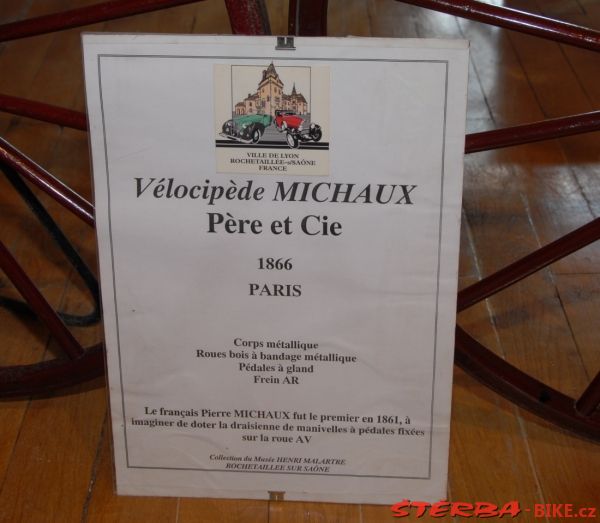 VILLE DE LYON
ROCHETAILLÉE-s/SAÔNE
FRANCE
Vélocipède MICHAUX
Père et Cie
1866
PARIS
Corps métallique
Roues bois à bandage métallique
Pédales à gland
Frein AR
Le français Pierre MICHAUX fut le premier en 1861, à
imaginer de doter la draisienne de manivelles à pédales fixées
sur la roue AV
Collection du Musée HENRI MALARTRE
ROCHETAILLEE SUR SAÔNE
STĚRBA-BIKE.cz